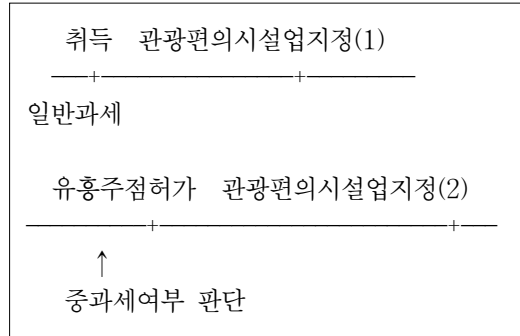 취득 관광편의시설업지정(1)
일반과세
유흥주점허가 관광편의시설업지정(2)
↑
중과세여부 판단